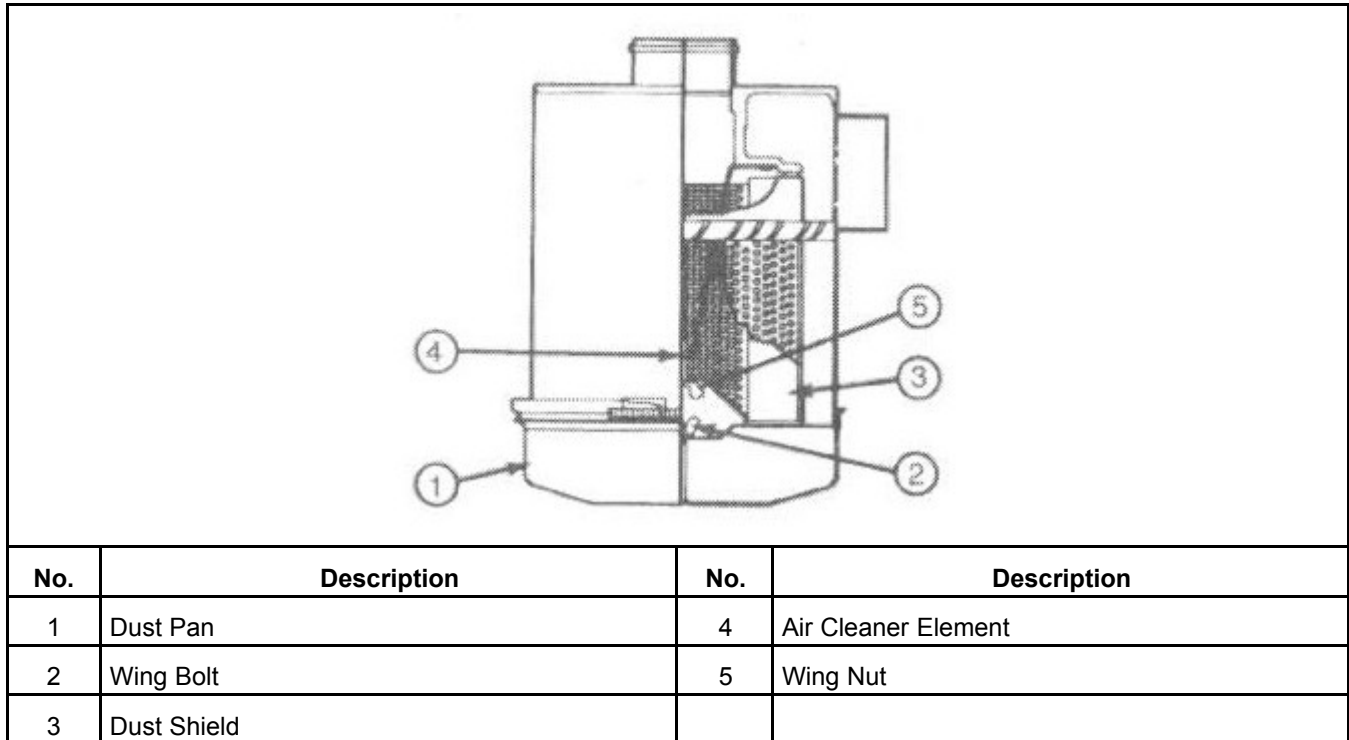 5
4
3
2
1
No. Description No. Description
1 Dust Pan 4 Air Cleaner Element
2 Wing Bolt 5 Wing Nut
3 Dust Shield